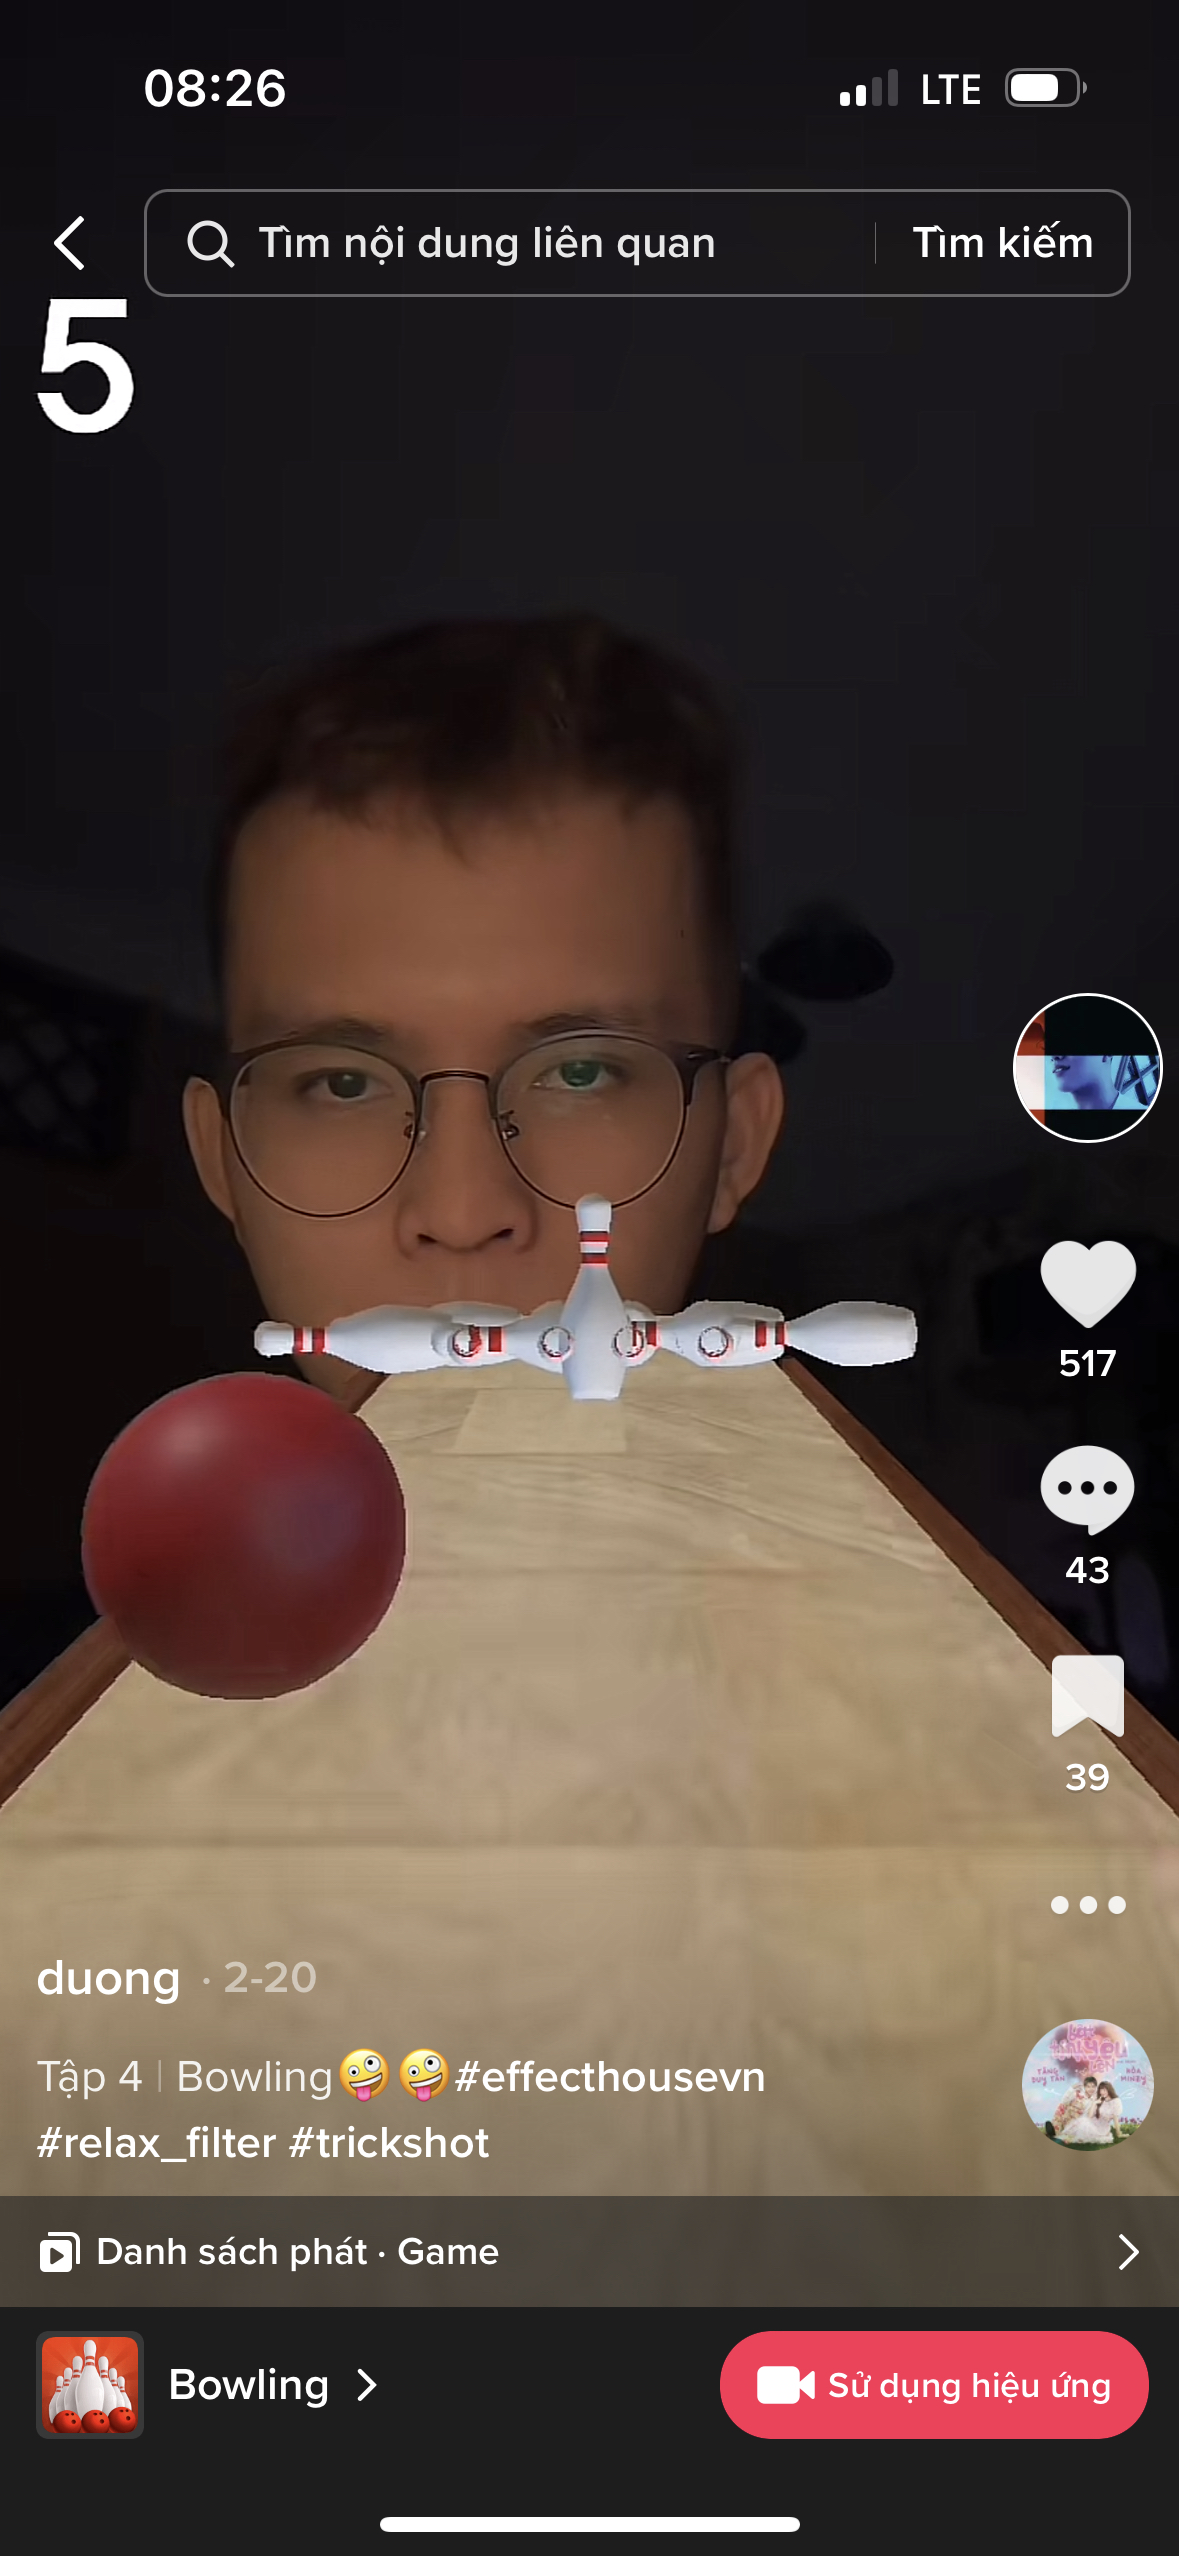 08:26
LTE
Tìm nội dung liên quan
Tìm kiếm
5
517
43
39
duong · 2-20
Tập 4 | Bowling🤪🤪#effecthousevn
#relax_filter #trickshot
Danh sách phát · Game
Bowling
Sử dụng hiệu ứng